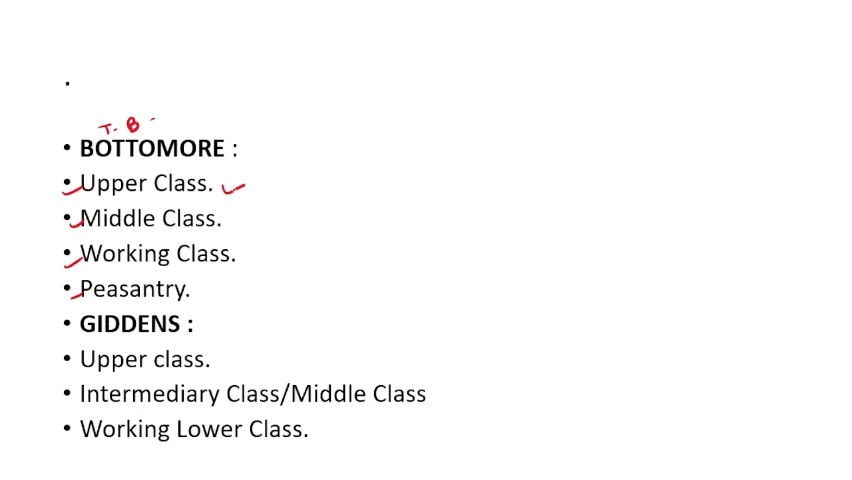 .
T. B
• BOTTOMORE :
• Upper Class.
• Middle Class.
• Working Class.
• Peasantry.
• GIDDENS :
• Upper class.
• Intermediary Class/Middle Class
• Working Lower Class.